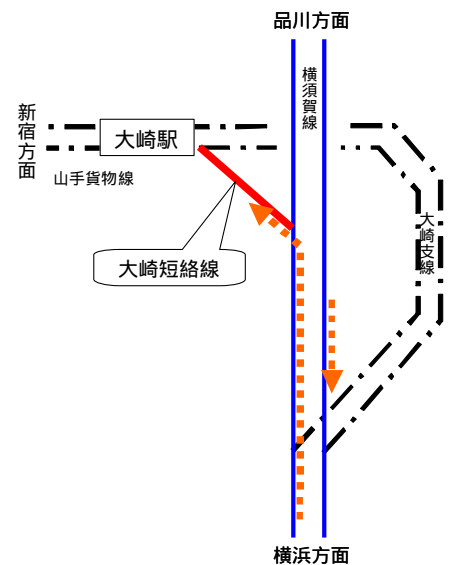 品川方面
横須賀線
新宿方面
大崎駅
山手貨物線
大崎支線
大崎短絡線
横浜方面